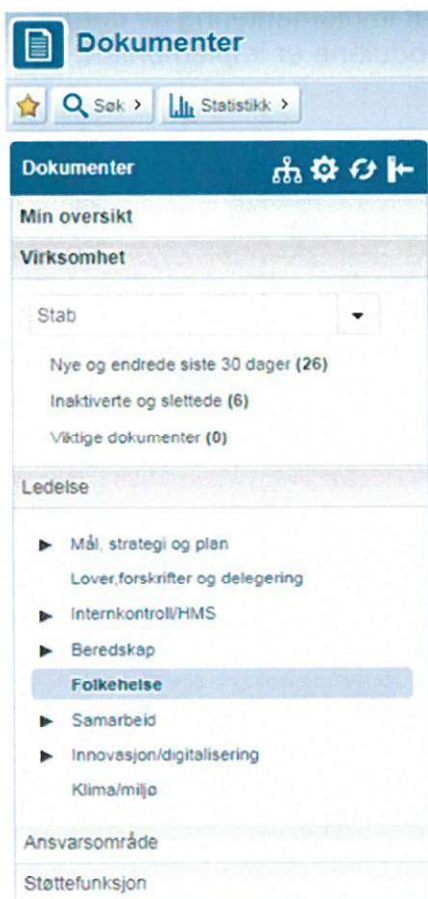 Dokumenter
Søk >
Statistikk >
Dokumenter
Min oversikt
Virksomhet
Stab
Nye og endrede siste 30 dager (26)
Inaktiverte og slettede (6)
Viktige dokumenter (0)
Ledelse
Mål, strategi og plan
Lover,forskrifter og delegering
Internkontroll/HMS
Beredskap
Folkehelse
Samarbeid
Innovasjon/digitalisering
Klima/miljø
Ansvarsområde
Støttefunksjon